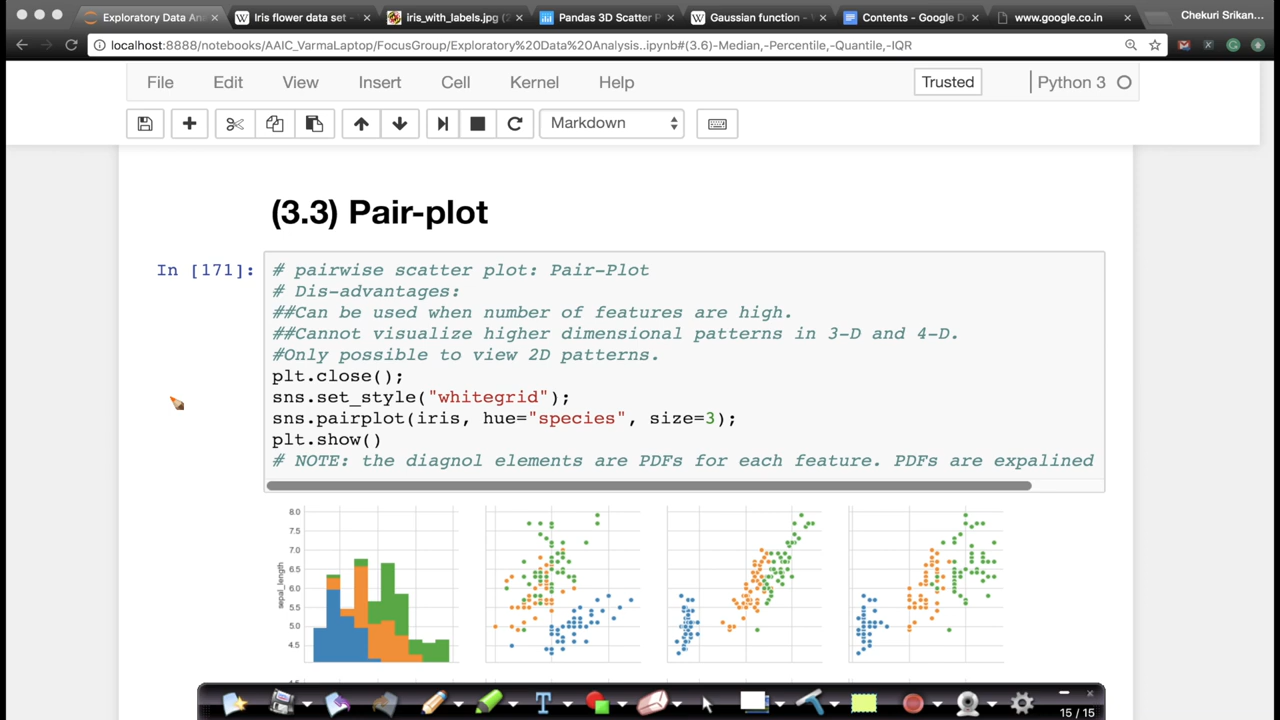 Exploratory Data Ana
Iris flower data set -
iris_with_labels.jpg (2
Pandas 3D Scatter P
Gaussian function -
Contents - Google D
www.google.co.in
Chekuri Srikan...
localhost:8888/notebooks/AAIC_VarmaLaptop/FocusGroup/Exploratory%20Data%20Analysis..ipynb#(3.6)-Median,-Percentile,-Quantile,-IQR
File Edit View Insert Cell Kernel Help Trusted Python 3
Markdown
(3.3) Pair-plot
In [171]:
# pairwise scatter plot: Pair-Plot
# Dis-advantages:
##Can be used when number of features are high.
##Cannot visualize higher dimensional patterns in 3-D and 4-D.
#Only possible to view 2D patterns.
plt.close();
sns.set_style("whitegrid");
sns.pairplot(iris, hue="species", size=3);
plt.show()
# NOTE: the diagnol elements are PDFs for each feature. PDFs are expalined
8.0
7.5
7.0
6.5
6.0
5.5
5.0
4.5
sepal_length
15 / 15